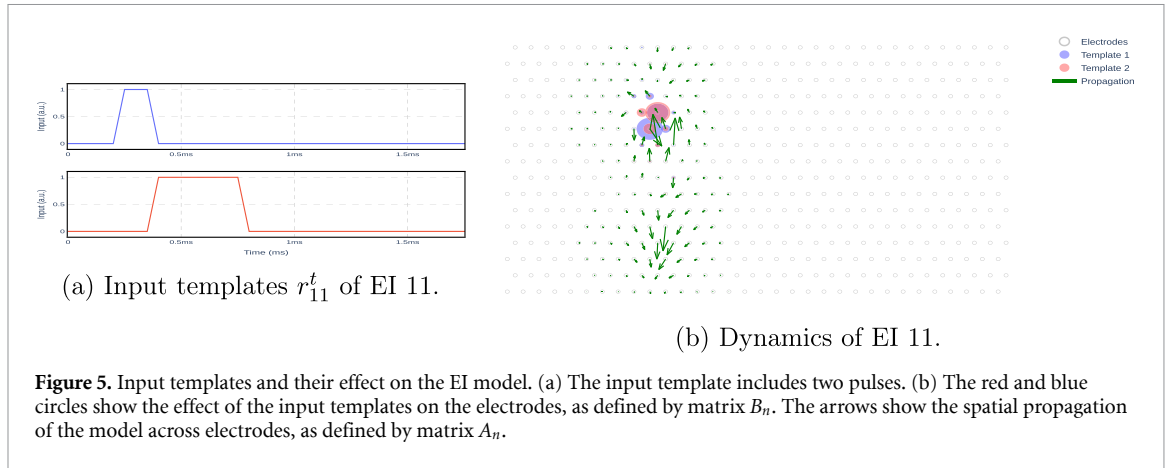 Input (a.u.)
1
0.5
0
0
0.5ms
1ms
1.5ms
Input (a.u.)
1
0.5
0
0
0.5ms
1ms
1.5ms
Time (ms)
(a) Input templates $r_{11}^{t}$ of EI 11.
Electrodes
Template 1
Template 2
Propagation
(b) Dynamics of EI 11.
Figure 5. Input templates and their effect on the EI model. (a) The input template includes two pulses. (b) The red and blue
circles show the effect of the input templates on the electrodes, as defined by matrix $B_n$. The arrows show the spatial propagation
of the model across electrodes, as defined by matrix $A_n$.